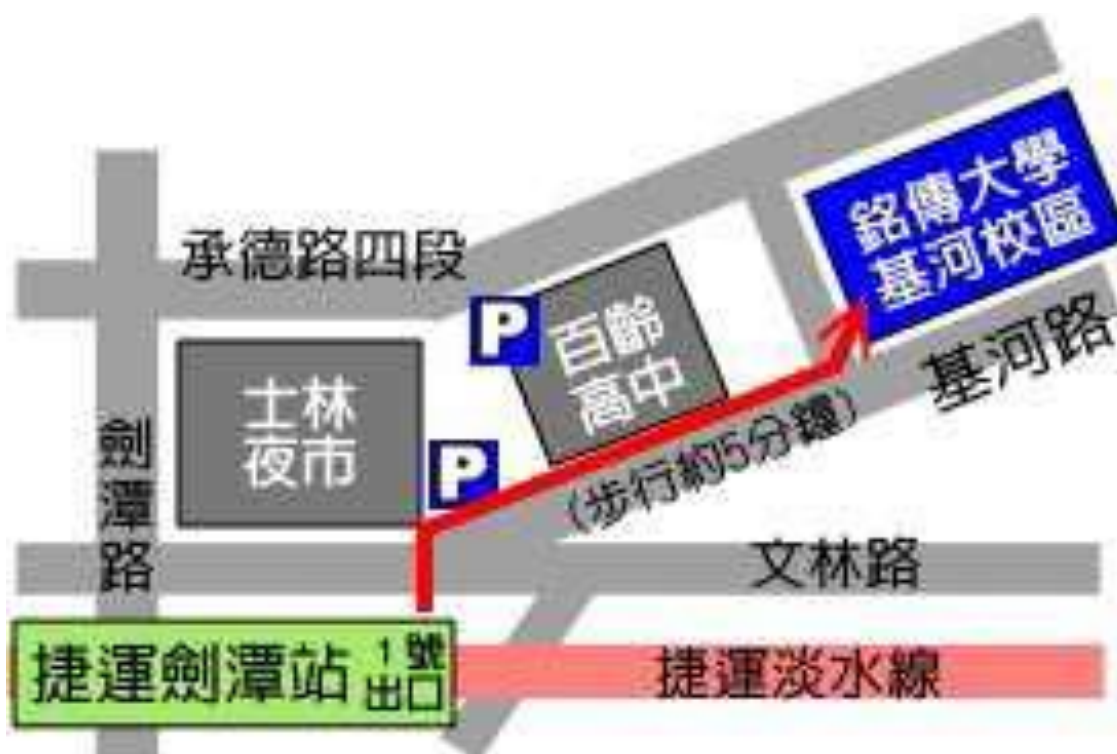 銘傳大學
基河校區
承德路四段
P
百齡
高中
基河路
士林
夜市
P
(步行約5分鐘)
劍潭路
文林路
捷運劍潭站 1號
出口
捷運淡水線